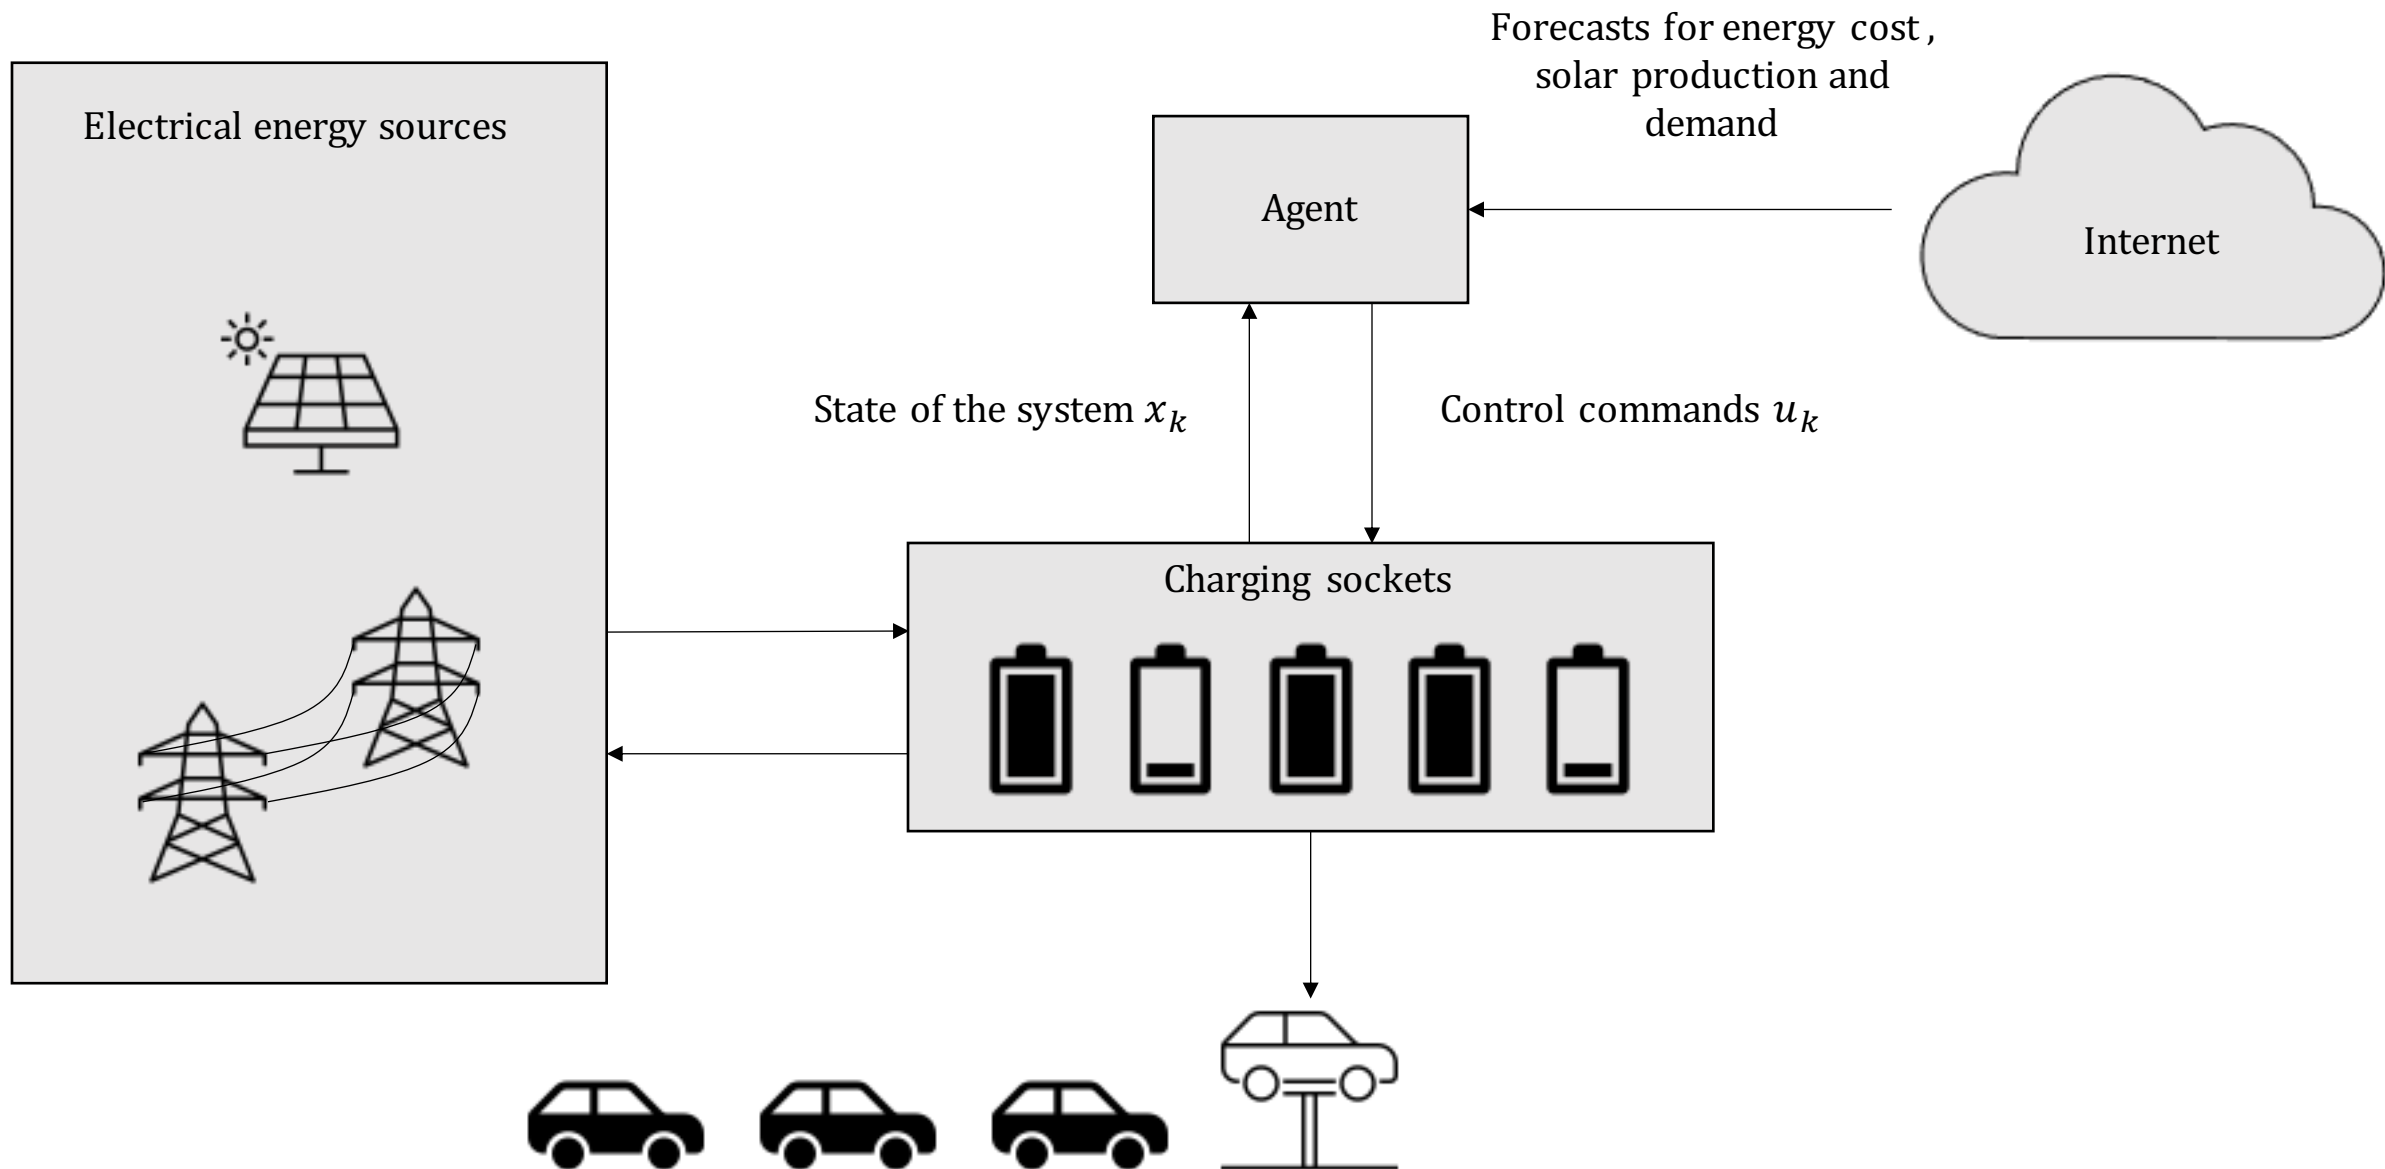 Forecasts for energy cost,
solar production and
demand
Electrical energy sources
Agent
Internet
State of the system x_k
Control commands u_k
Charging sockets